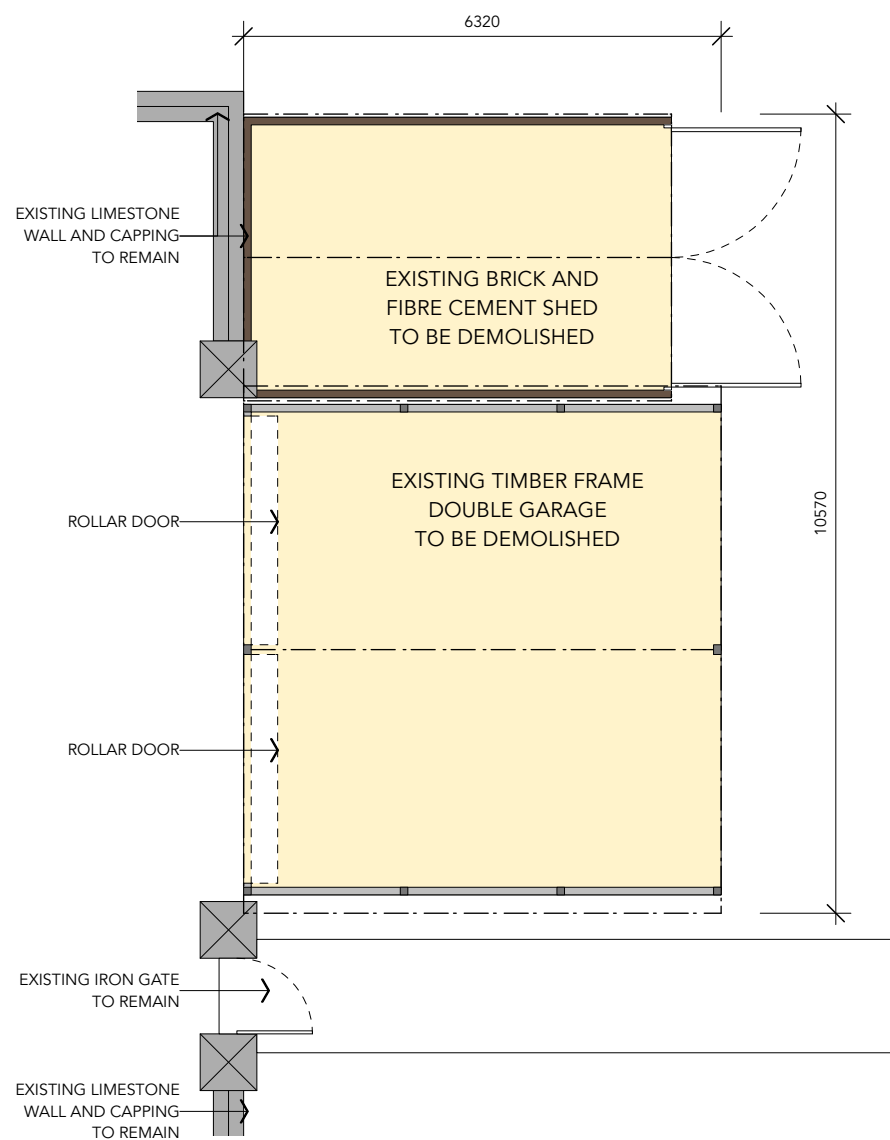 6320
EXISTING LIMESTONE
WALL AND CAPPING
TO REMAIN
EXISTING BRICK AND
FIBRE CEMENT SHED
TO BE DEMOLISHED
EXISTING TIMBER FRAME
DOUBLE GARAGE
TO BE DEMOLISHED
10570
ROLLAR DOOR
ROLLAR DOOR
EXISTING IRON GATE
TO REMAIN
EXISTING LIMESTONE
WALL AND CAPPING
TO REMAIN